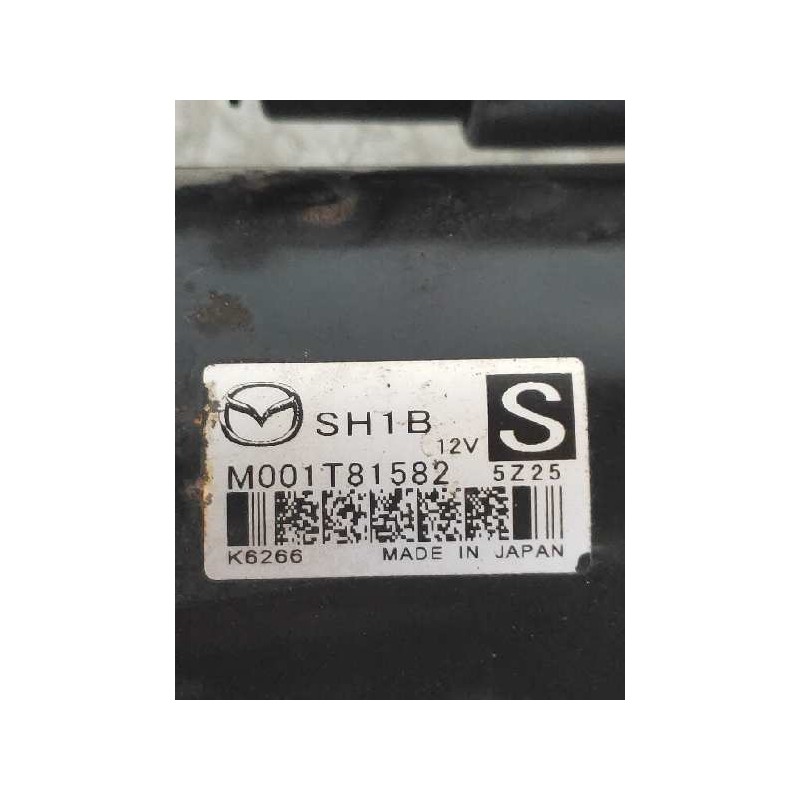 SH1B 12V S
M001T81582 5Z25
K6266 MADE IN JAPAN